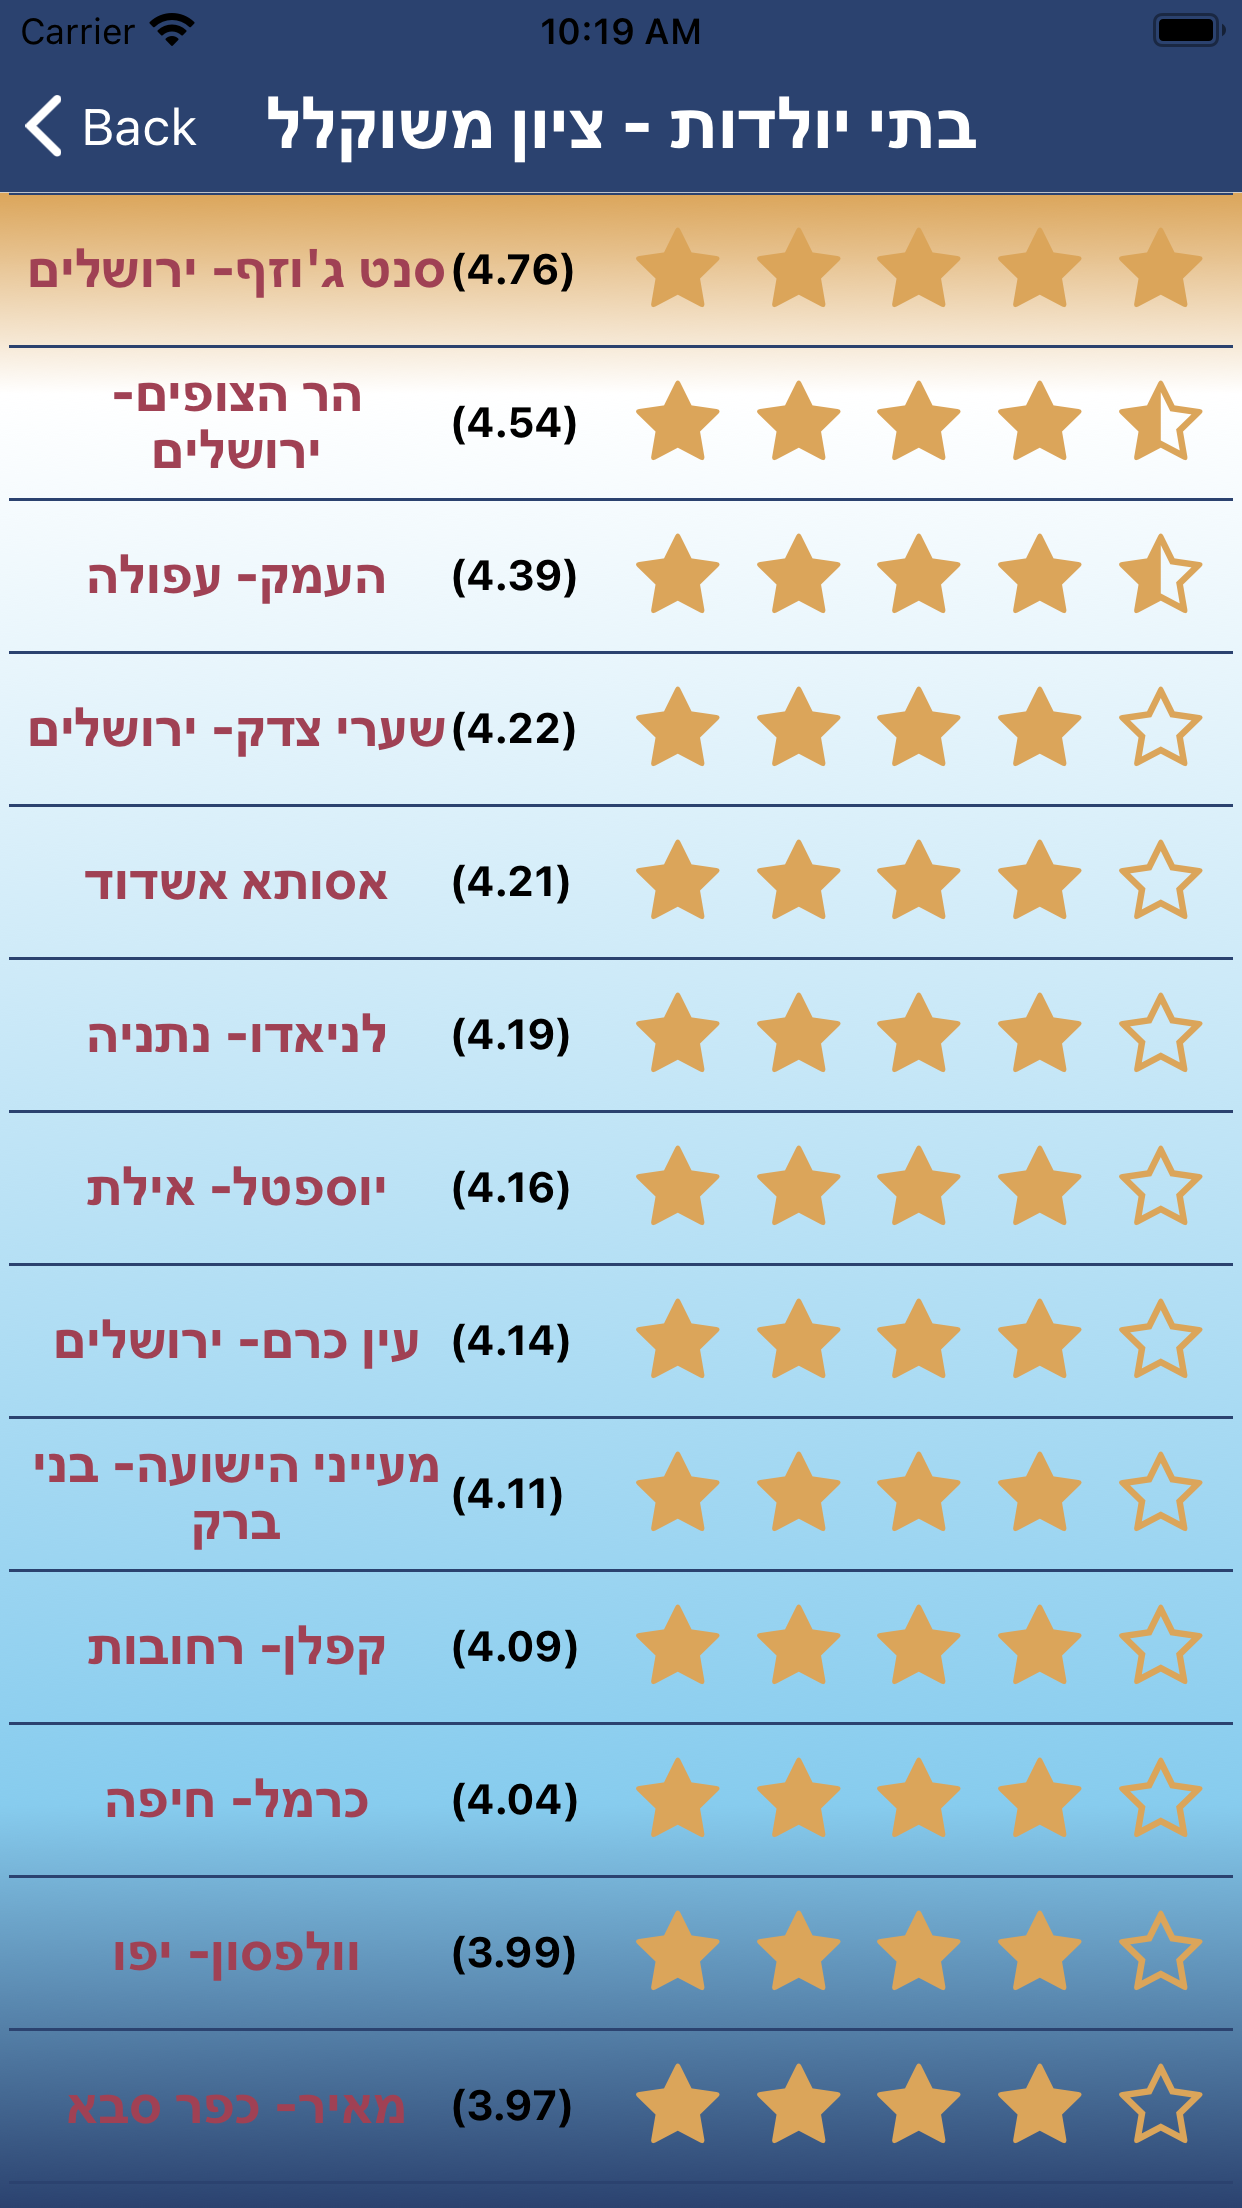 Carrier 10:19 AM
Back בתי יולדות - ציון משוקלל
סנט ג'וזף- ירושלים (4.76)
הר הצופים-
ירושלים
(4.54)
העמק- עפולה (4.39)
שערי צדק- ירושלים (4.22)
אסותא אשדוד (4.21)
לניאדו- נתניה (4.19)
יוספטל- אילת (4.16)
עין כרם- ירושלים (4.14)
מעייני הישועה- בני
ברק
(4.11)
קפלן- רחובות (4.09)
כרמל- חיפה (4.04)
וולפסון- יפו (3.99)
מאיר- כפר סבא (3.97)